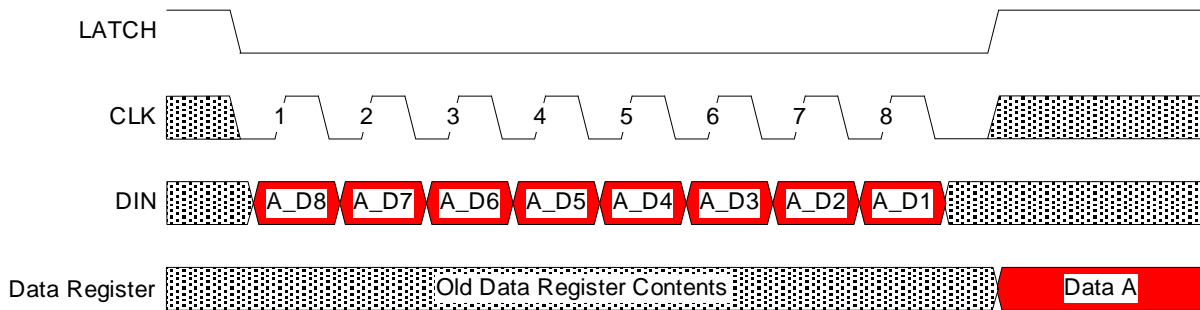 LATCH
CLK 1 2 3 4 5 6 7 8
DIN A_D8 A_D7 A_D6 A_D5 A_D4 A_D3 A_D2 A_D1
Data Register Old Data Register Contents Data A